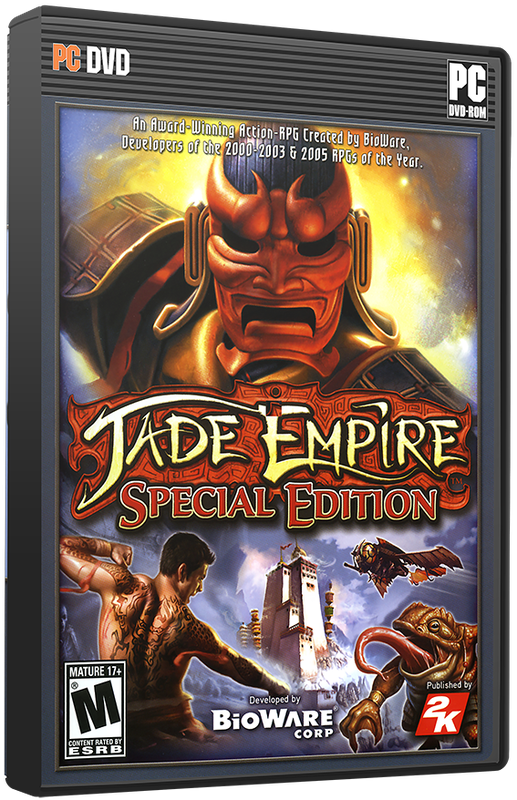 PC DVD
PC
DVD-ROM
An Award-Winning Action-RPG Created by BioWare,
Developers of the 2000-2003 & 2005 RPGs of the Year.
JADE EMPIRE
TM
SPECIAL EDITION
MATURE 17+
M
CONTENT RATED BY
ESRB
Developed by
BIOWARE
CORP
Published by
2K